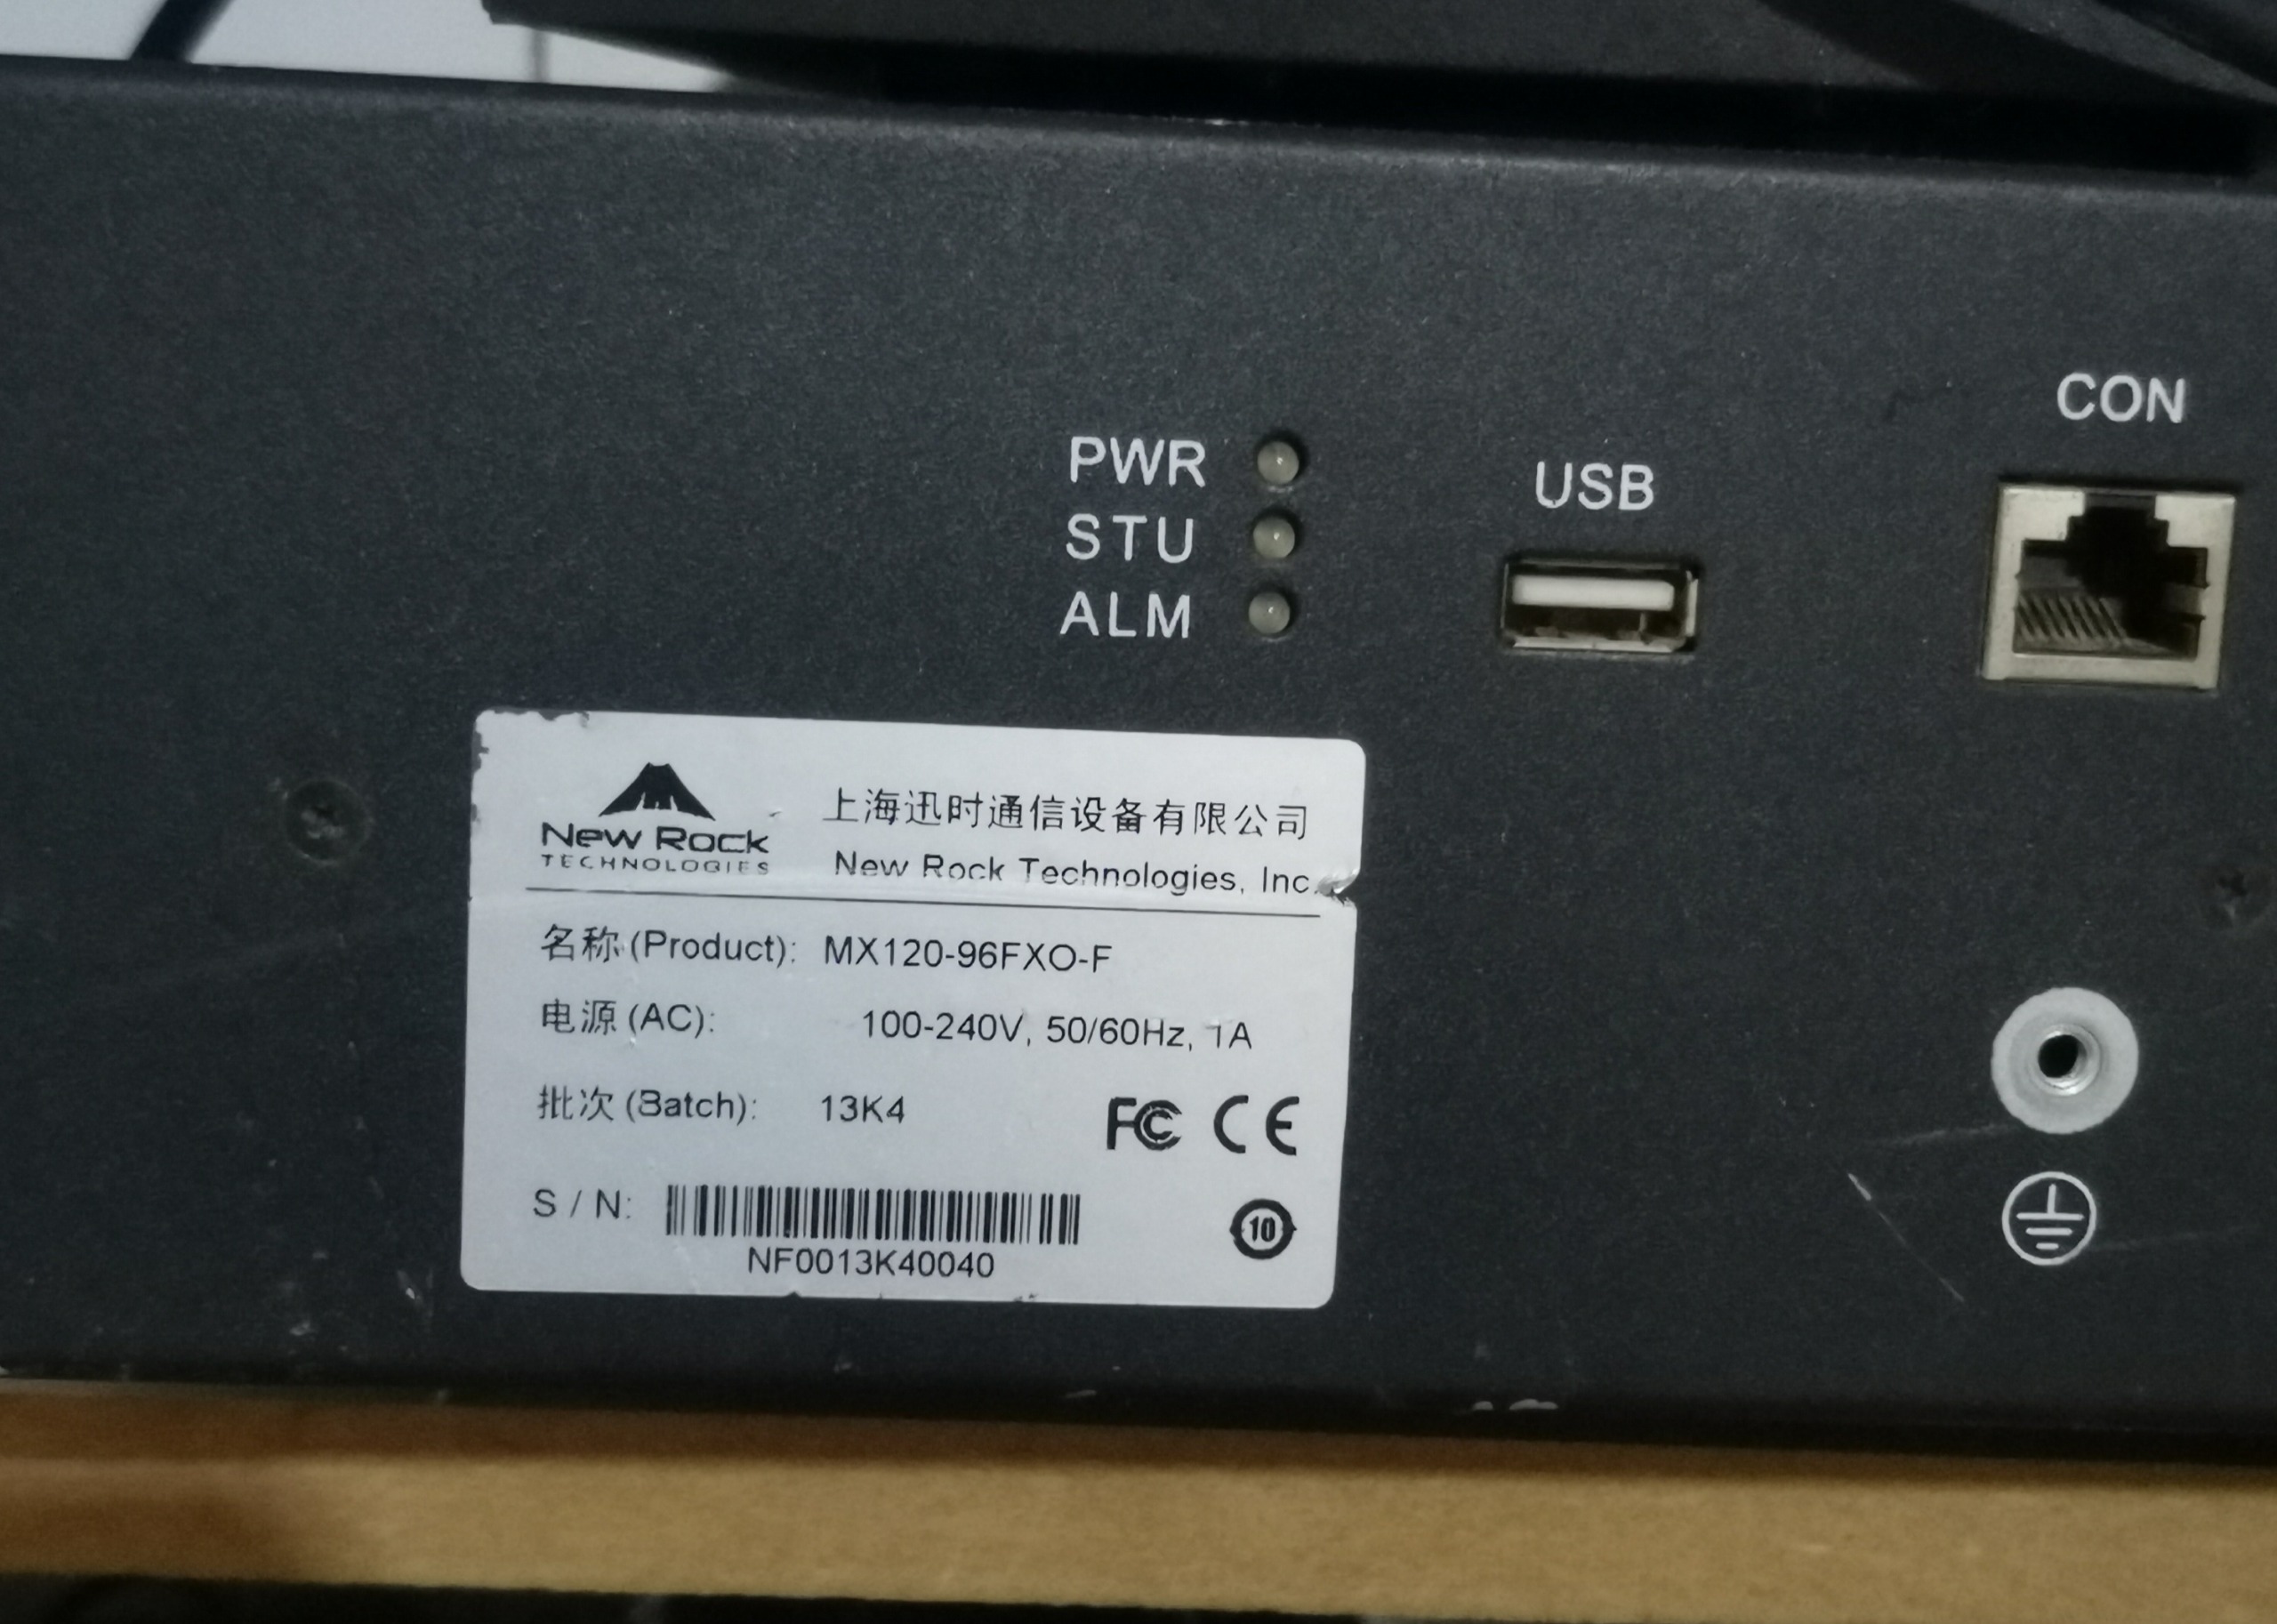 CON
PWR
USB
STU
ALM
New Rock
TECHNOLOGIES
上海迅时通信设备有限公司
New Rock Technologies, Inc.
名称 (Product): MX120-96FXO-F
电源 (AC): 100-240V, 50/60Hz, 1A
批次 (Batch): 13K4
FC CE
S / N:
NF0013K40040
10